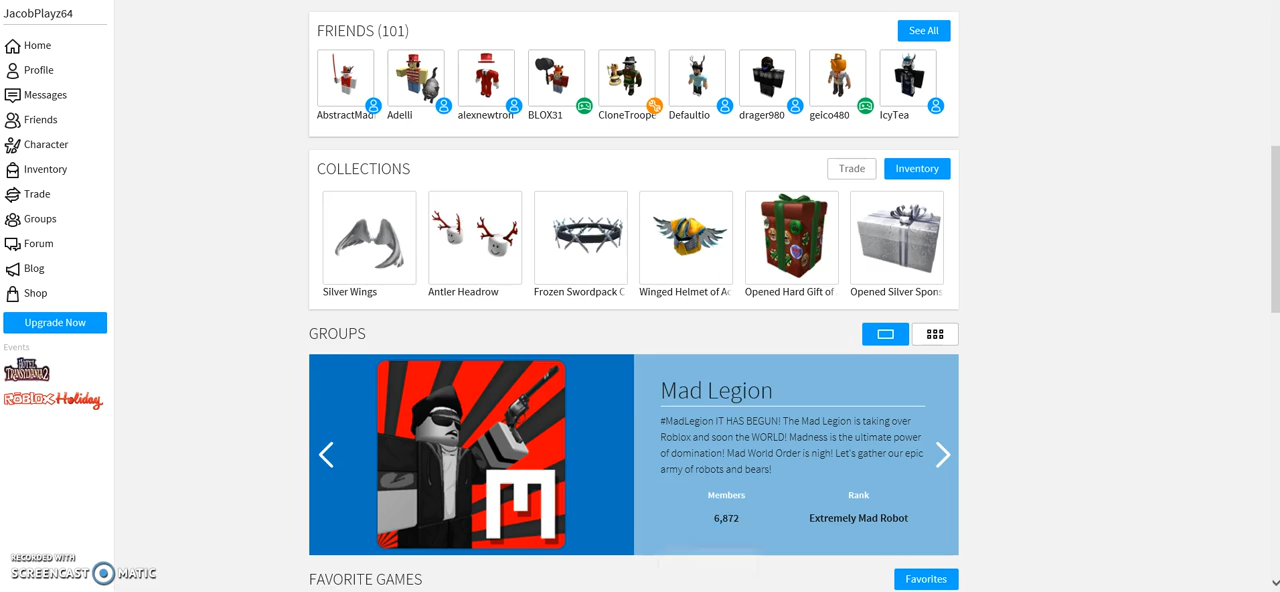 JacobPlayz64
Home
Profile
Messages
Friends
Character
Inventory
Trade
Groups
Forum
Blog
Shop
Upgrade Now
Events
HOTEL
TRANSYLVANIA 2
ROBLOX Holiday
RECORDED WITH
SCREENCAST MATIC
FRIENDS (101)
See All
AbstractMad
Adelli
alexnewtron
BLOX31
CloneTroope
Defaultio
drager980
geico480
IcyTea
COLLECTIONS
Trade
Inventory
Silver Wings
Antler Headrow
Frozen Swordpack C
Winged Helmet of Ac
Opened Hard Gift of
Opened Silver Spons
GROUPS
E
Mad Legion
#MadLegion IT HAS BEGUN! The Mad Legion is taking over
Roblox and soon the WORLD! Madness is the ultimate power
of domination! Mad World Order is nigh! Let's gather our epic
army of robots and bears!
Members
Rank
6,872
Extremely Mad Robot
FAVORITE GAMES
Favorites